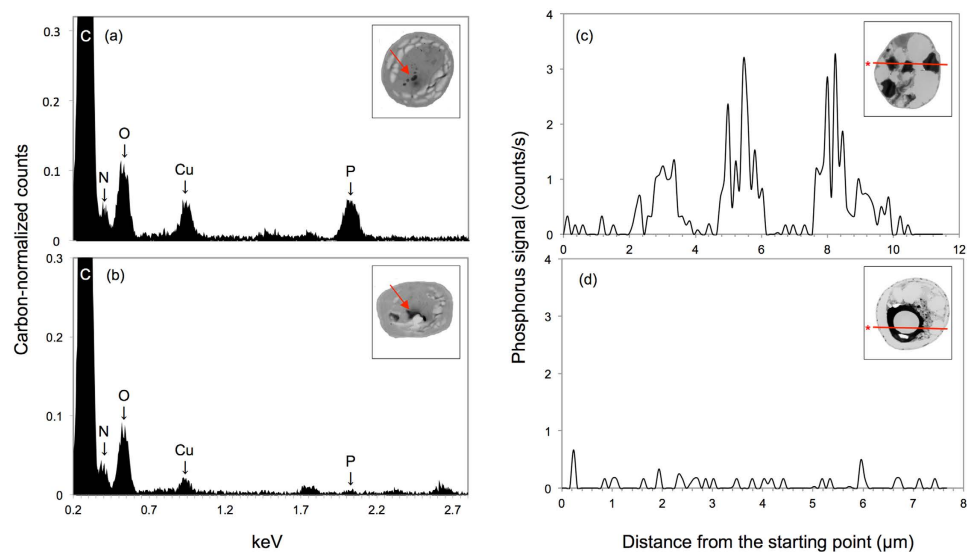 Carbon-normalized counts
0.3
0.2
0.1
0
C (a)
N
O
Cu
P
0.3
0.2
0.1
0
C (b)
N
O
Cu
P
0.2 0.7 1.2 1.7 2.2 2.7
keV
Phosphorus signal (counts/s)
4
3
2
1
0
(c)
*
0 2 4 6 8 10 12
4
3
2
1
0
(d)
*
0 1 2 3 4 5 6 7 8
Distance from the starting point (µm)